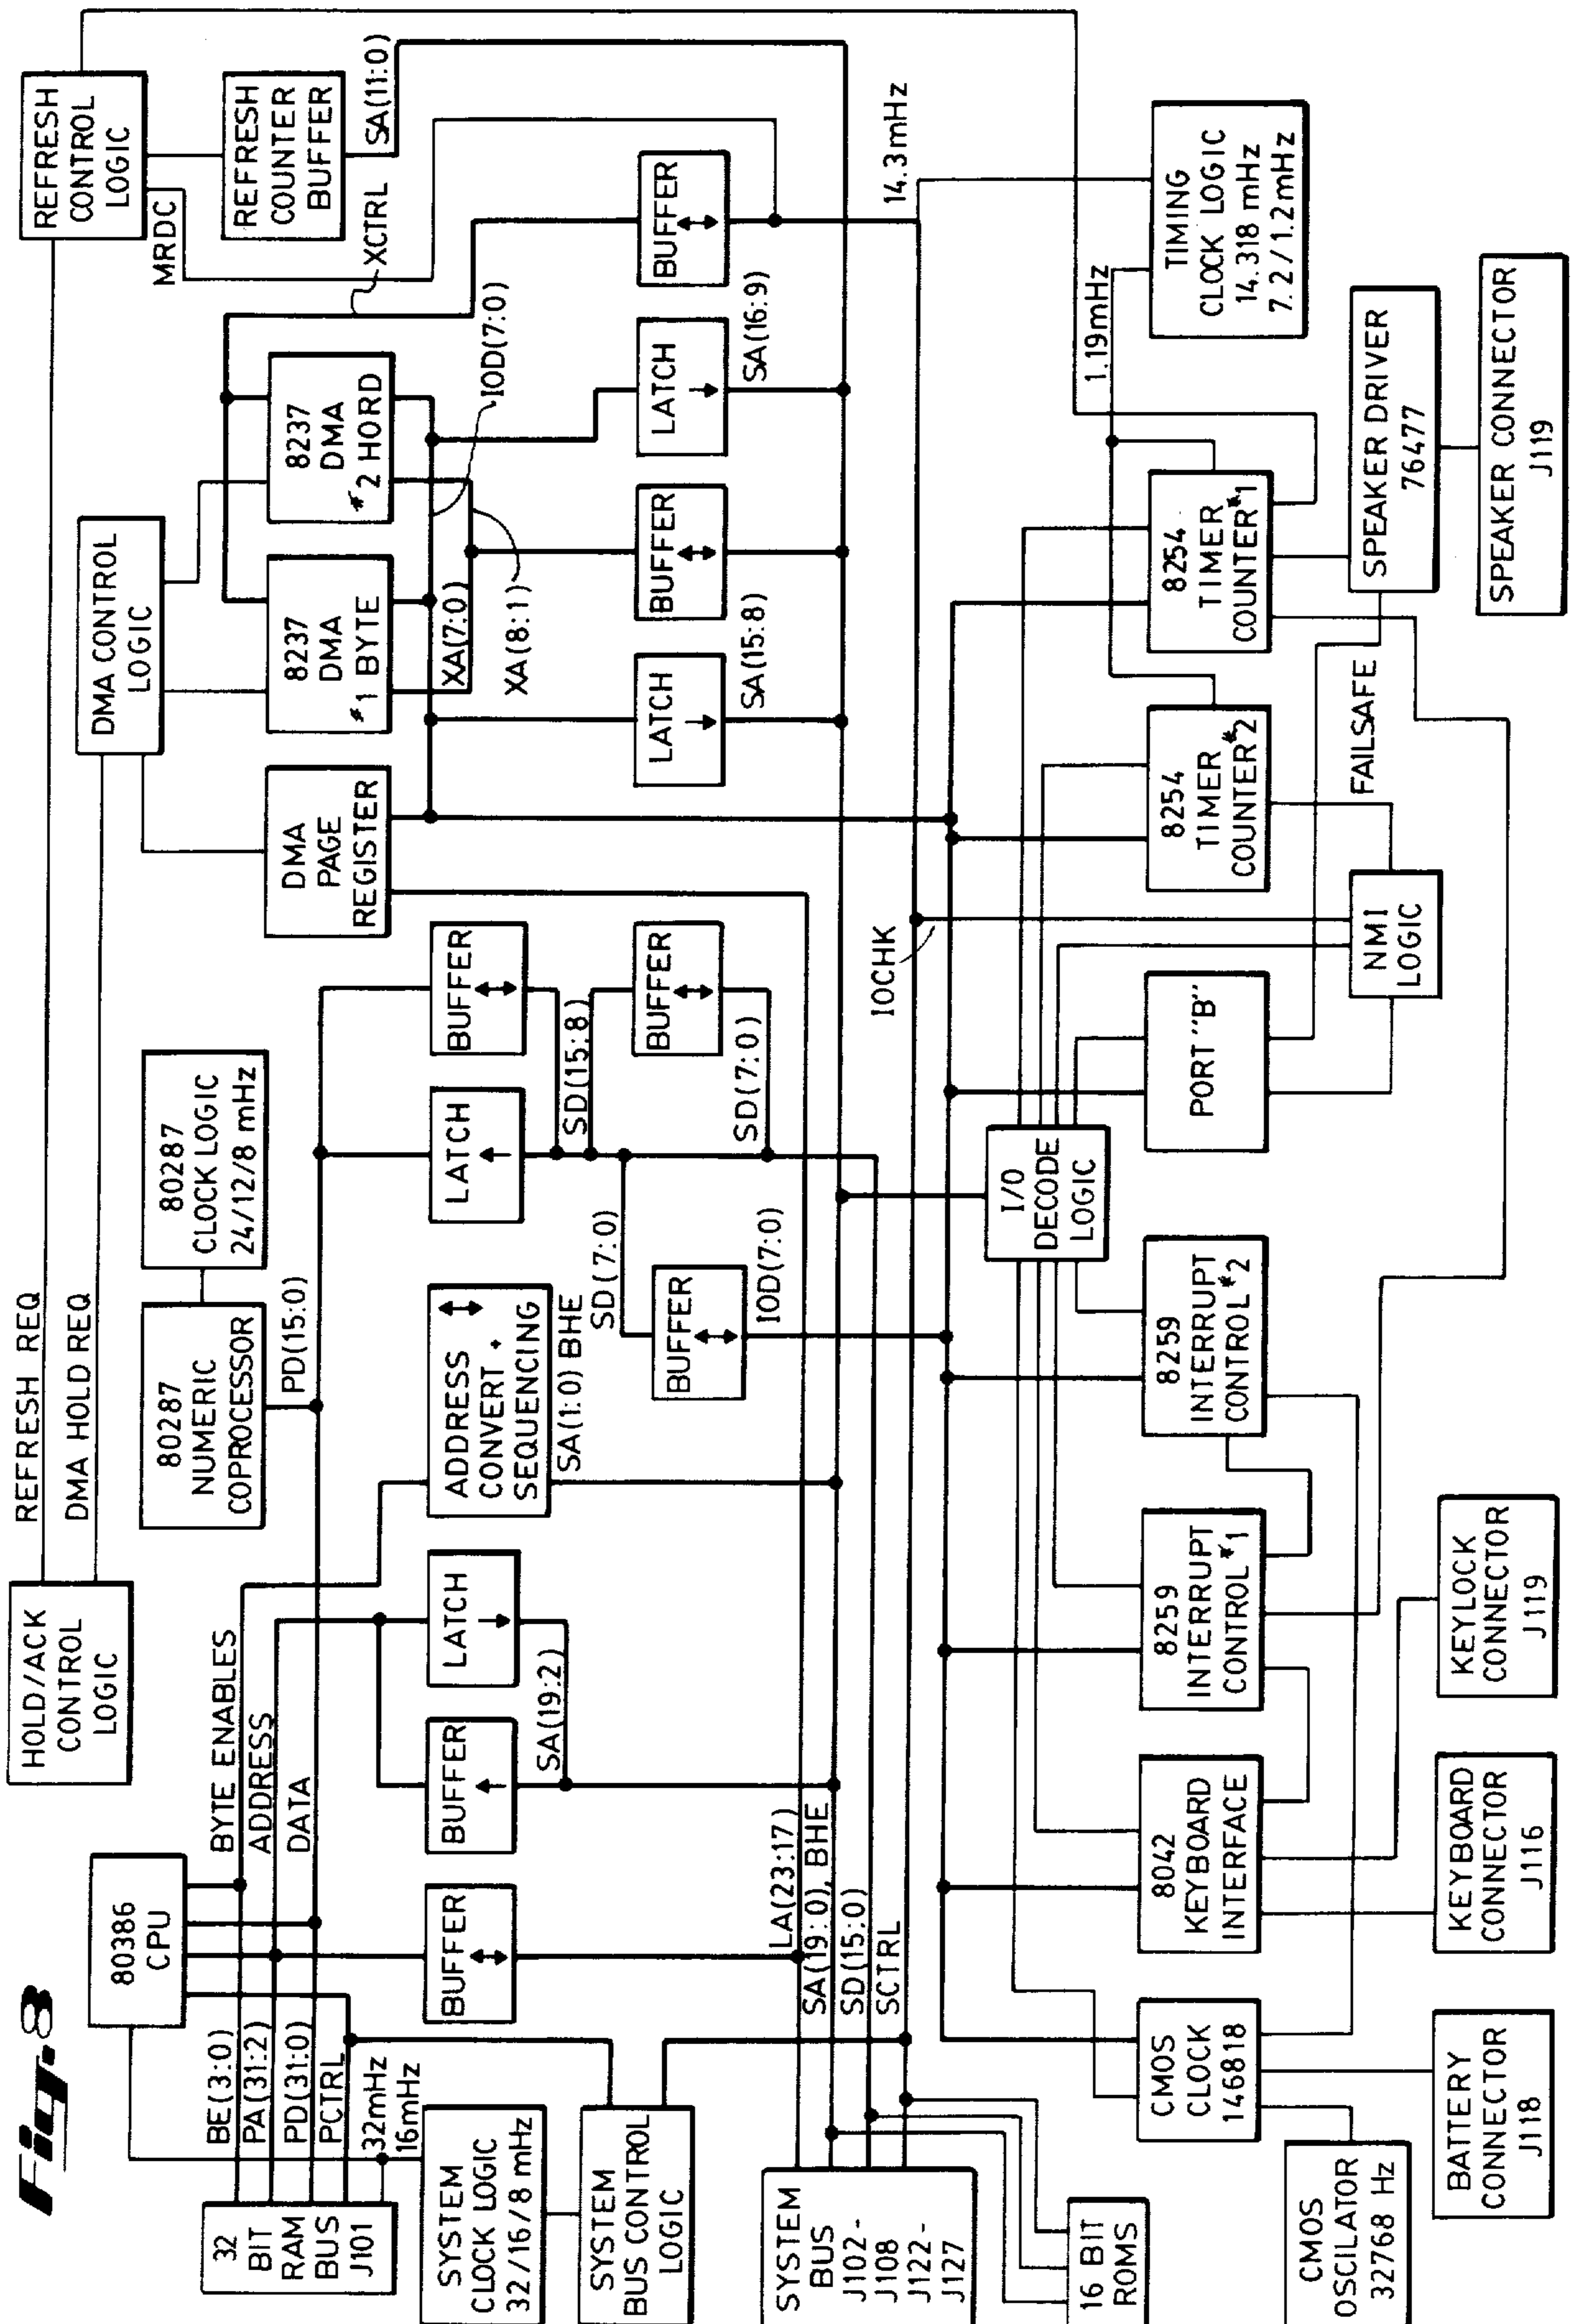 Fig. 3
32
BIT
RAM
BUS
J101
BE(3:0)
PA(31:2)
PD(31:0)
PCTRL
32mHz
16mHz
80386
CPU
BYTE ENABLES
ADDRESS
DATA
HOLD/ACK
CONTROL
LOGIC
REFRESH REQ
DMA HOLD REQ
80287
NUMERIC
COPROCESSOR
80287
CLOCK LOGIC
24/12/8 mHz
PD(15:0)
DMA CONTROL
LOGIC
REFRESH
CONTROL
LOGIC
MRDC
REFRESH
COUNTER
BUFFER
SA(11:0)
XCTRL
DMA
PAGE
REGISTER
8237
DMA
#1 BYTE
8237
DMA
#2 HORD
XA(7:0)
XA(8:1)
IOD(7:0)
SYSTEM
CLOCK LOGIC
32/16/8 mHz
BUFFER
BUFFER
LATCH
SA(19:2)
ADDRESS
CONVERT +
SEQUENCING
SA(1:0) BHE
LATCH
BUFFER
SD(15:8)
SD(7:0)
BUFFER
IOD(7:0)
BUFFER
SD(7:0)
LATCH
SA(15:8)
BUFFER
LATCH
SA(16:9)
BUFFER
SYSTEM
BUS CONTROL
LOGIC
LA(23:17)
SA(19:0), BHE
SD(15:0)
SCTRL
SYSTEM
BUS
J102-
J108
J122-
J127
16 BIT
ROMS
IOCHK
14.3mHz
I/O
DECODE
LOGIC
CMOS
CLOCK
146818
8042
KEYBOARD
INTERFACE
8259
INTERRUPT
CONTROL #1
8259
INTERRUPT
CONTROL #2
PORT "B"
8254
TIMER
COUNTER #2
8254
TIMER
COUNTER #1
1.19mHz
TIMING
CLOCK LOGIC
14.318 mHz
7.2/1.2mHz
CMOS
OSCILATOR
32768 Hz
BATTERY
CONNECTOR
J118
KEYBOARD
CONNECTOR
J116
KEYLOCK
CONNECTOR
J119
NMI
LOGIC
FAILSAFE
SPEAKER DRIVER
76477
SPEAKER CONNECTOR
J119